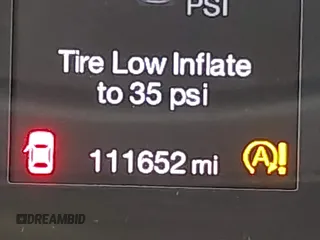 PSI
Tire Low Inflate
to 35 psi
111652 mi
A!
DREAMBID